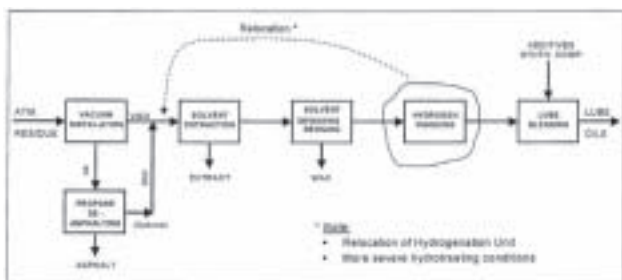 Relocation *
ADDITIVES
ATM
RESIDUE
VACUUM
DISTILLATION
SOLVENT
EXTRACTION
SOLVENT
DEWAXING
HYDROGEN
FINISHING
LUBE
BLENDING
LUBE
OILS
EXTRACT
WAX
PROPANE
DE -
ASPHALTING
ASPHALT
* Note:
• Relocation of Hydrogenation Unit
• More severe hydrotreating conditions